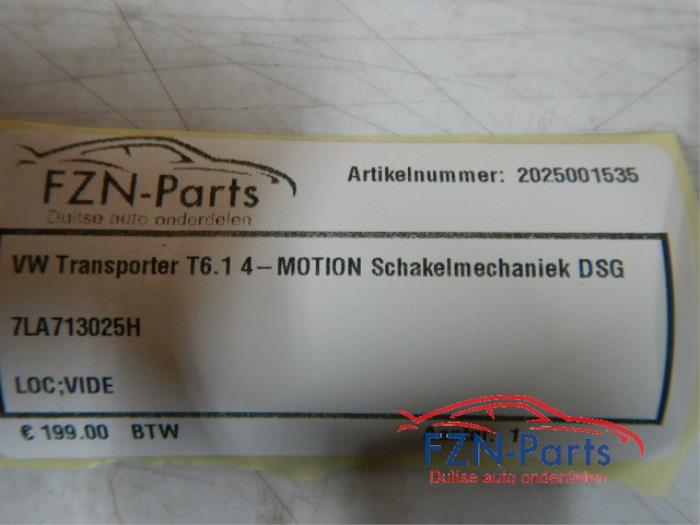 FZN-Parts
Duitse auto onderdelen
Artikelnummer: 2025001535
VW Transporter T6.1 4-MOTION Schakelmechaniek DSG
7LA713025H
LOC;VIDE
€ 199.00 BTW
1
FZN-Parts
Duitse auto onderdelen